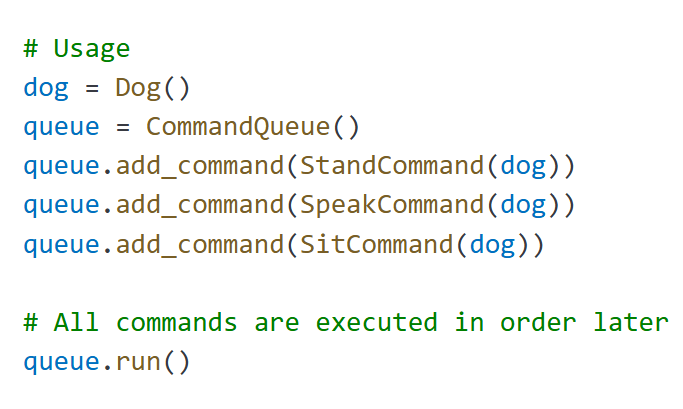 # Usage
dog = Dog()
queue = CommandQueue()
queue.add_command(StandCommand(dog))
queue.add_command(SpeakCommand(dog))
queue.add_command(SitCommand(dog))

# All commands are executed in order later
queue.run()